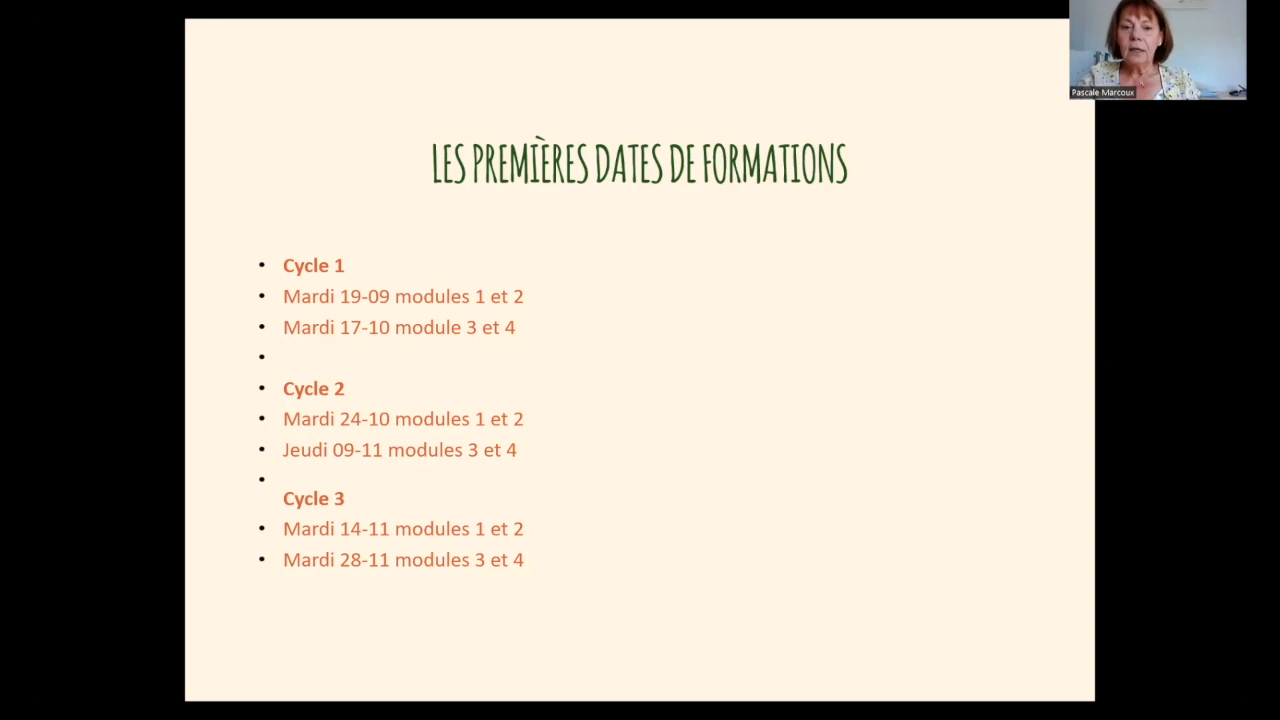 Pascale Marcoux
LES PREMIÈRES DATES DE FORMATIONS
• Cycle 1
• Mardi 19-09 modules 1 et 2
• Mardi 17-10 module 3 et 4
•
• Cycle 2
• Mardi 24-10 modules 1 et 2
• Jeudi 09-11 modules 3 et 4
•
Cycle 3
• Mardi 14-11 modules 1 et 2
• Mardi 28-11 modules 3 et 4